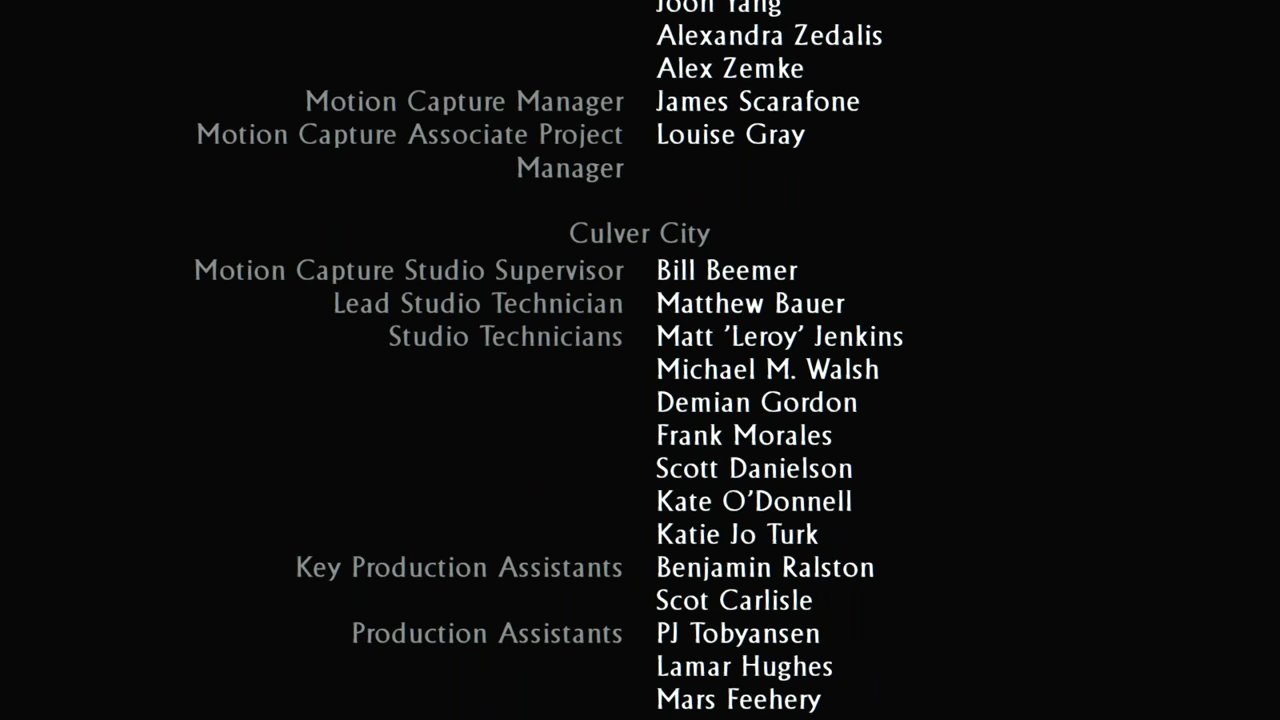 Joon Yang
Alexandra Zedalis
Alex Zemke
Motion Capture Manager James Scarafone
Motion Capture Associate Project Louise Gray
Manager
Culver City
Motion Capture Studio Supervisor Bill Beemer
Lead Studio Technician Matthew Bauer
Studio Technicians Matt 'Leroy' Jenkins
Michael M. Walsh
Demian Gordon
Frank Morales
Scott Danielson
Kate O'Donnell
Katie Jo Turk
Key Production Assistants Benjamin Ralston
Scot Carlisle
Production Assistants PJ Tobyansen
Lamar Hughes
Mars Feehery